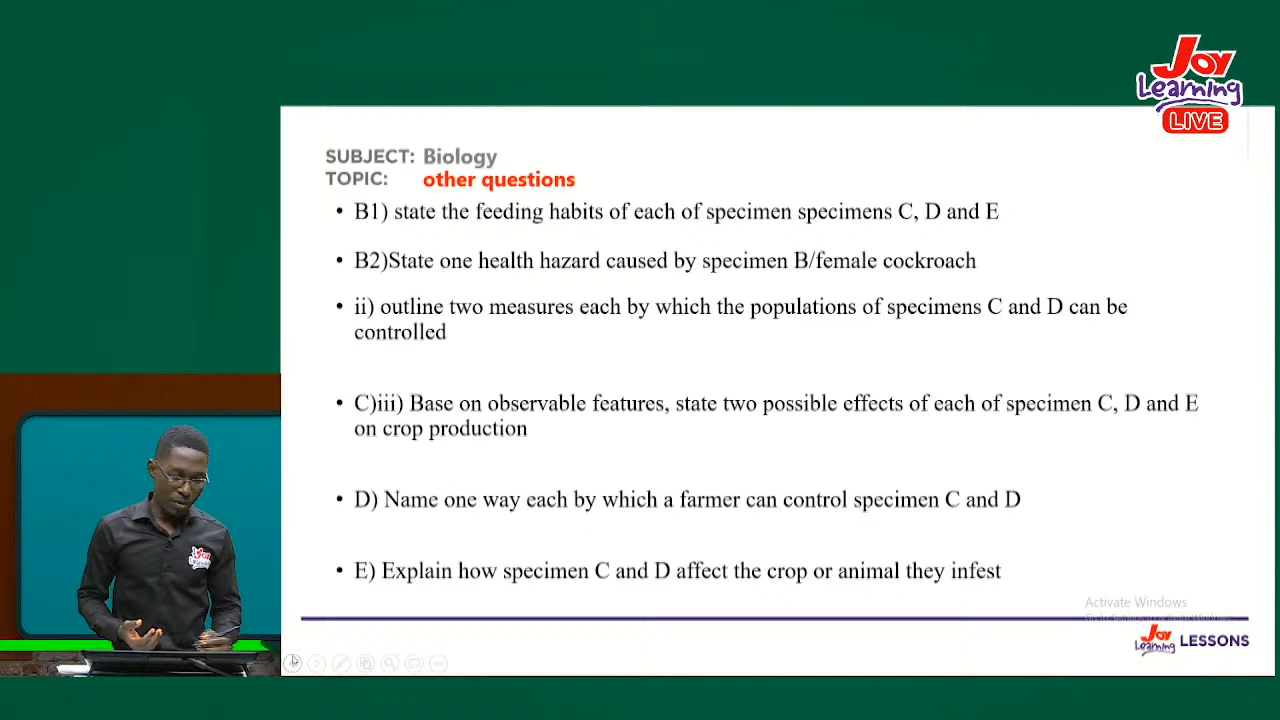 Joy
Learning
LIVE
SUBJECT: Biology
TOPIC: other questions
• B1) state the feeding habits of each of specimen specimens C, D and E
• B2)State one health hazard caused by specimen B/female cockroach
• ii) outline two measures each by which the populations of specimens C and D can be
controlled
• C)iii) Base on observable features, state two possible effects of each of specimen C, D and E
on crop production
• D) Name one way each by which a farmer can control specimen C and D
• E) Explain how specimen C and D affect the crop or animal they infest
Activate Windows
Joy
Learning LESSONS
Joy
Learning